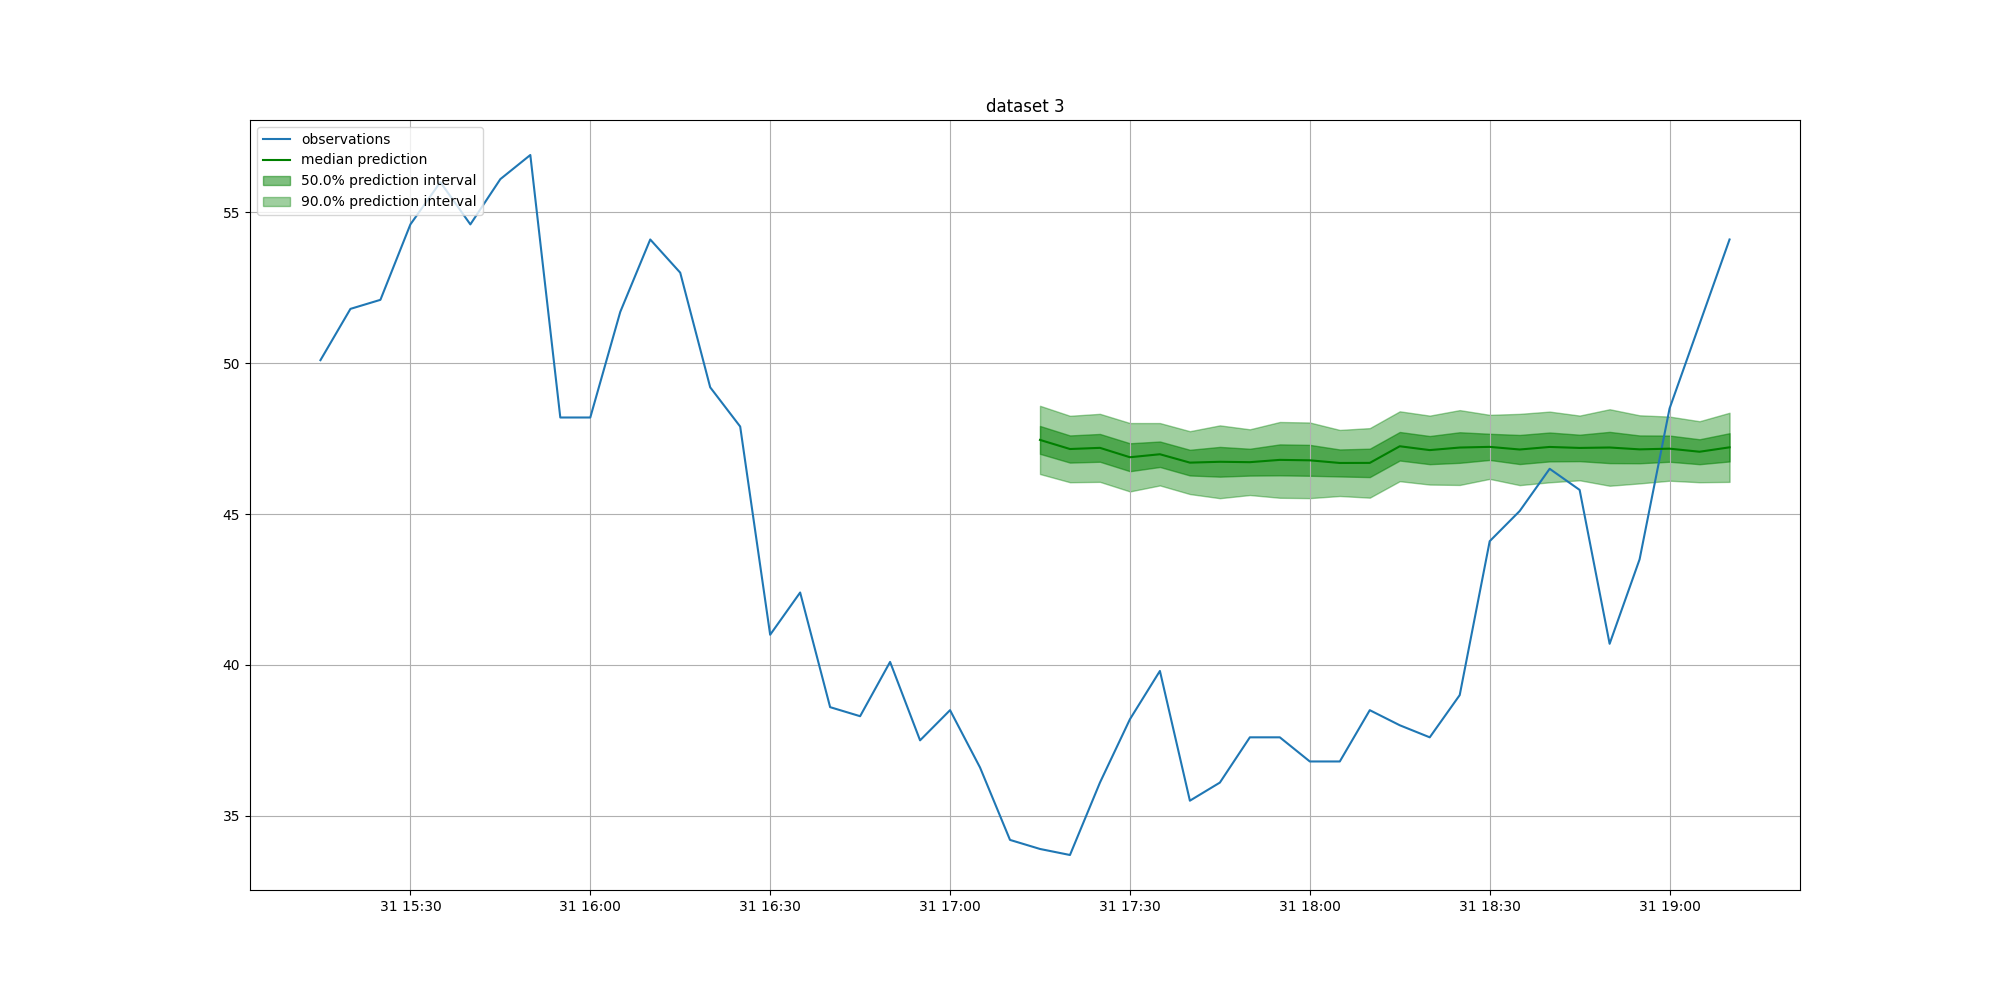 dataset 3
observations
median prediction
50.0% prediction interval
90.0% prediction interval
55
50
45
40
35
31 15:30
31 16:00
31 16:30
31 17:00
31 17:30
31 18:00
31 18:30
31 19:00